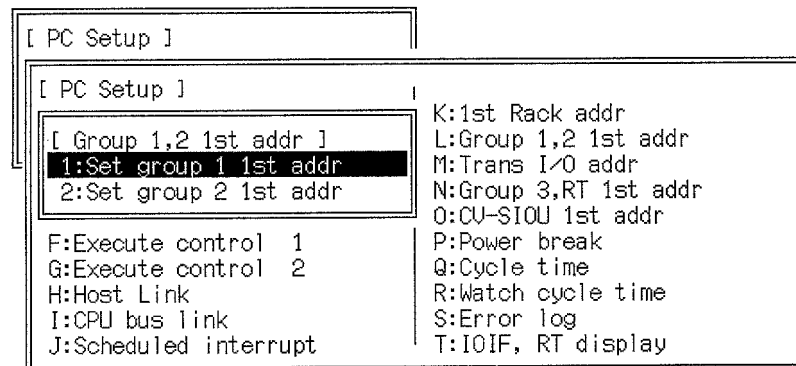 [ PC Setup ]
[ PC Setup ]
[ Group 1,2 1st addr ]
1:Set group 1 1st addr
2:Set group 2 1st addr
F:Execute control 1
G:Execute control 2
H:Host Link
I:CPU bus link
J:Scheduled interrupt
K:1st Rack addr
L:Group 1,2 1st addr
M:Trans I/O addr
N:Group 3,RT 1st addr
O:CV-SIOU 1st addr
P:Power break
Q:Cycle time
R:Watch cycle time
S:Error log
T:IOIF, RT display